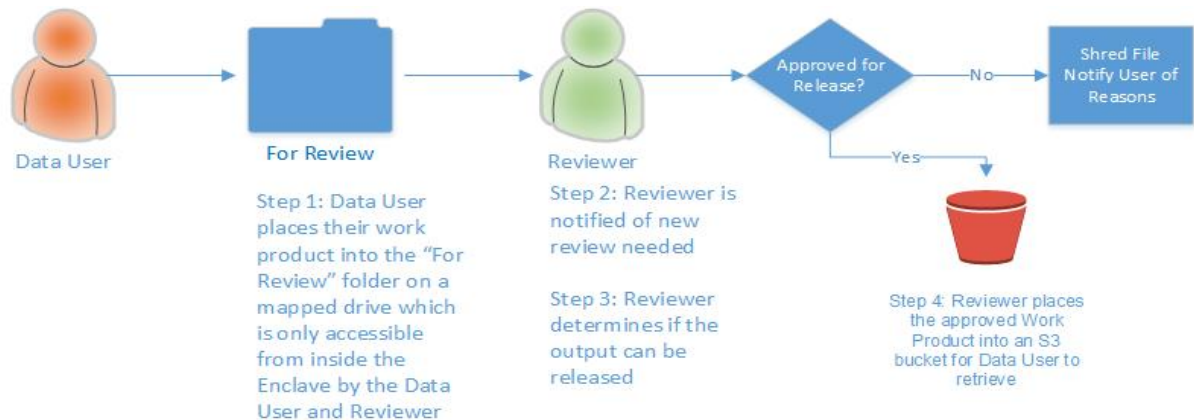 Data User
For Review
Step 1: Data User
places their work
product into the “For
Review” folder on a
mapped drive which
is only accessible
from inside the
Enclave by the Data
User and Reviewer
Reviewer
Step 2: Reviewer is
notified of new
review needed
Step 3: Reviewer
determines if the
output can be
released
Approved for
Release?
No
Shred File
Notify User of
Reasons
Yes
Step 4: Reviewer places
the approved Work
Product into an S3
bucket for Data User to
retrieve